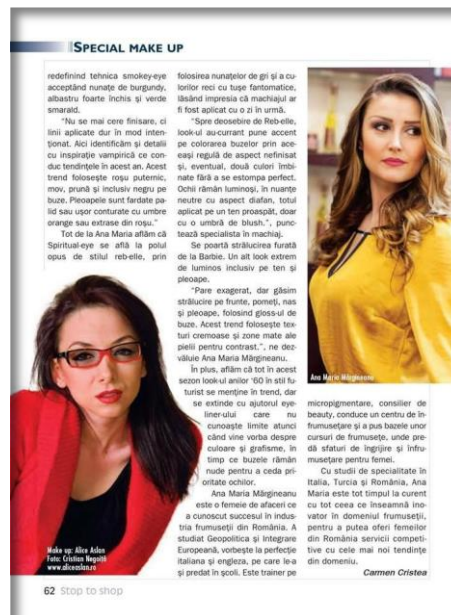 SPECIAL MAKE UP
redefinind tehnica smokey-eye
acceptând nunațe de burgundy,
albastru foarte închis și verde
smarald.
"Nu se mai cere finisare, ci
linii aplicate dur în mod inten-
ționat. Aici identificăm și detalii
cu inspirație vampirică ce con-
duc tendințele în acest an. Acest
trend folosește roșu puternic,
mov, prună și inclusiv negru pe
buze. Pleoapele sunt fardate pa-
lid sau ușor conturate cu umbre
orange sau extrase din roșu."
Tot de la Ana Maria aflăm că
Spiritual-eye se află la polul
opus de stilul reb-elle, prin
folosirea nunațelor de gri și a cu-
lorilor reci cu tușe fantomatice,
lăsând impresia că machiajul ar
fi fost aplicat cu o zi în urmă.
"Spre deosebire de Reb-elle,
look-ul au-currant pune accent
pe colorarea buzelor prin ace-
eași regulă de aspect nefinisat
și, eventual, două culori îmbi-
nate fără a se estompa perfect.
Ochii rămân luminoși, în nuanțe
neutre cu aspect diafan, totul
aplicat pe un ten proaspăt, doar
cu o umbră de blush.", punc-
tează specialista în machiaj.
Se poartă strălucirea furată
de la Barbie. Un alt look extrem
de luminos inclusiv pe ten și
pleoape.
"Pare exagerat, dar găsim
strălucire pe frunte, pomeți, nas
și pleoape, folosind gloss-ul de
buze. Acest trend folosește tex-
turi cremoase și zone mate ale
pielii pentru contrast.", ne dez-
văluie Ana Maria Mărgineanu.
În plus, aflăm că tot în acest
sezon look-ul anilor '60 în stil fu-
turist se menține în trend, dar
se extinde cu ajutorul eye-
liner-ului care nu
cunoaște limite atunci
când vine vorba despre
culoare și grafisme, în
timp ce buzele rămân
nude pentru a ceda pri-
oritate ochilor.
Ana Maria Mărgineanu
este o femeie de afaceri ce
a cunoscut succesul în indus-
tria frumuseții din România. A
studiat Geopolitica și Integrare
Europeană, vorbește la perfecție
italiana și engleza, pe care le-a
și predat în școli. Este trainer pe
Ana Maria Mărgineanu
micropigmentare, consilier de
beauty, conduce un centru de în-
frumusețare și a pus bazele unor
cursuri de frumusețe, unde pre-
dă sfaturi de îngrijire și înfru-
musețare pentru femei.
Cu studii de specialitate în
Italia, Turcia și România, Ana
Maria este tot timpul la curent
cu tot ceea ce înseamnă ino-
vator în domeniul frumuseții,
pentru a putea oferi femeilor
din România servicii competi-
tive cu cele mai noi tendințe
din domeniu.
Carmen Cristea
Make up: Alice Aslan
Foto: Cristian Negoită
www.aliceaslan.ro
62 Stop to shop